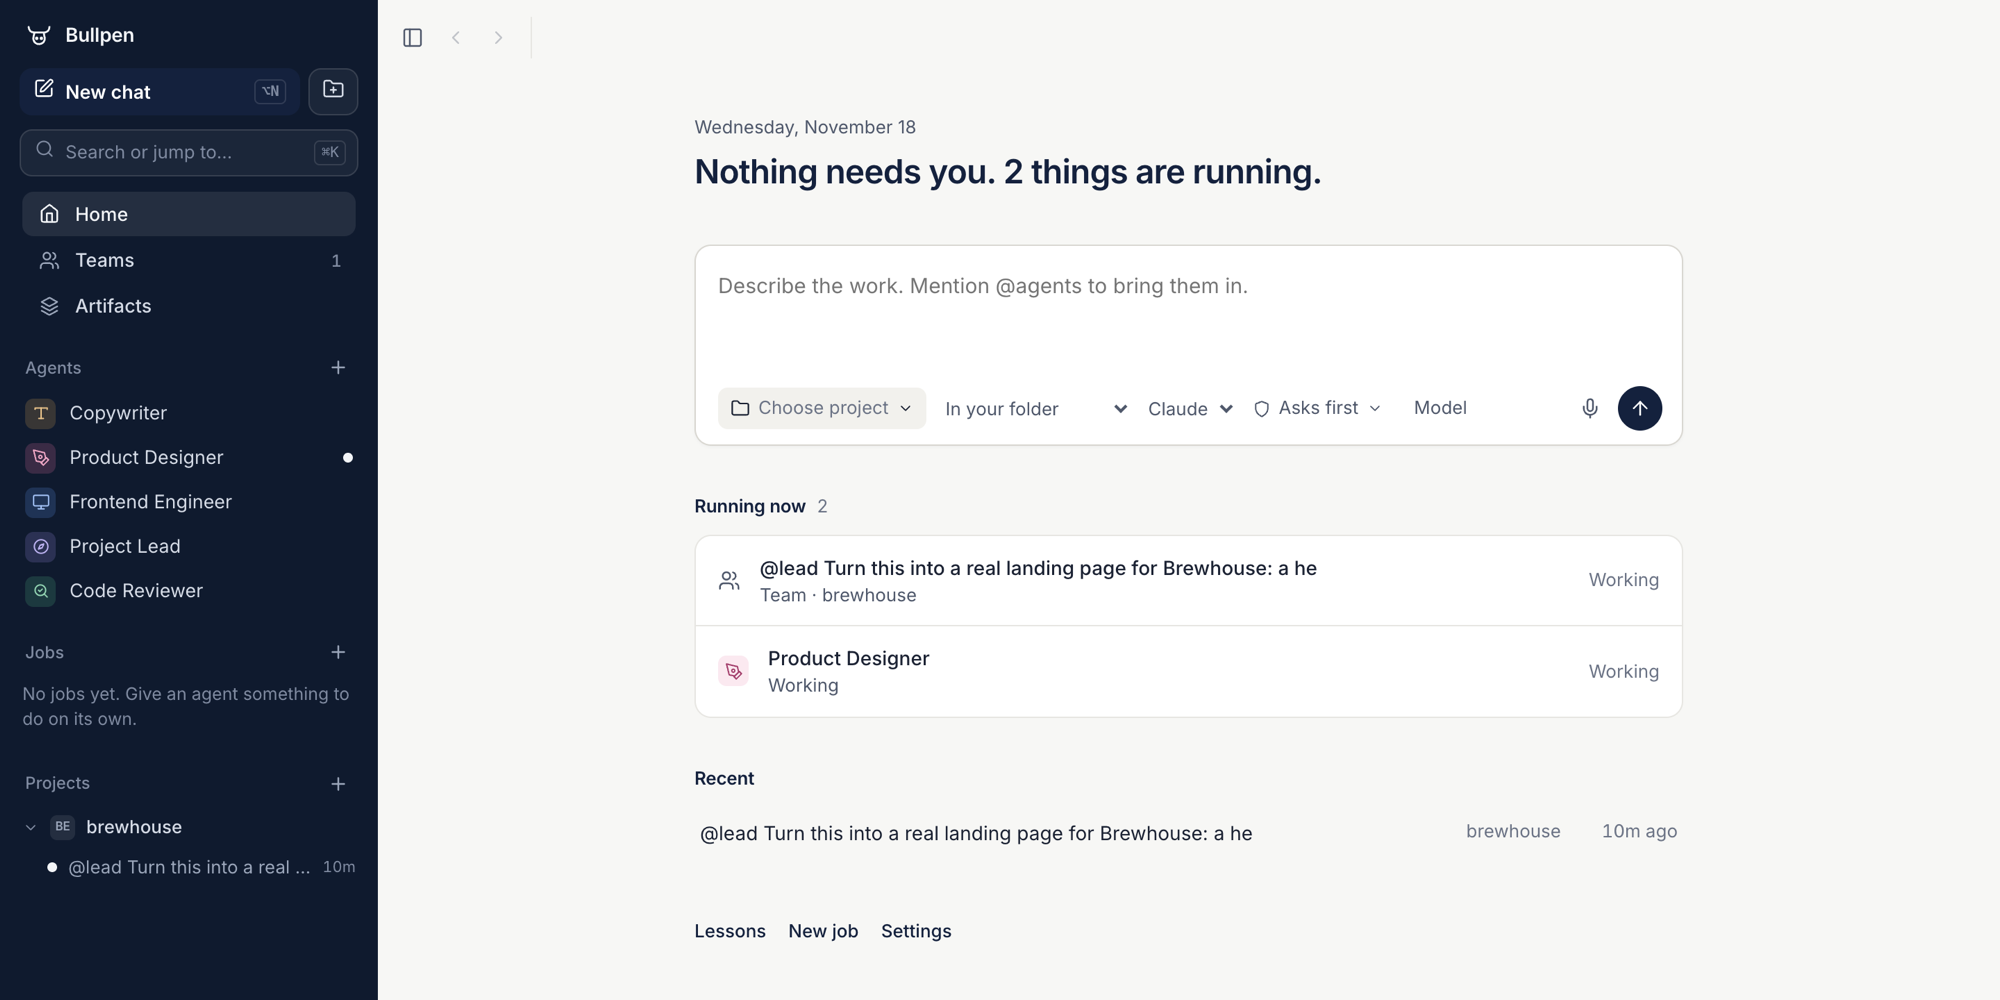 Bullpen
New chat ⌥N
Search or jump to... ⌘K
Home
Teams 1
Artifacts
Agents
Copywriter
Product Designer
Frontend Engineer
Project Lead
Code Reviewer
Jobs
No jobs yet. Give an agent something to
do on its own.
Projects
BE brewhouse
@lead Turn this into a real ... 10m
Wednesday, November 18
Nothing needs you. 2 things are running.
Describe the work. Mention @agents to bring them in.
Choose project In your folder Claude Asks first Model
Running now 2
@lead Turn this into a real landing page for Brewhouse: a he
Team · brewhouse
Working
Product Designer
Working
Working
Recent
@lead Turn this into a real landing page for Brewhouse: a he brewhouse 10m ago
Lessons New job Settings